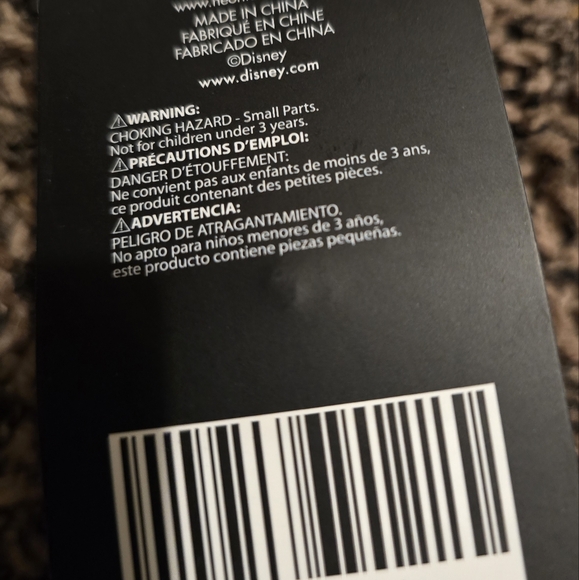 MADE IN CHINA
FABRIQUÉ EN CHINE
FABRICADO EN CHINA
©Disney
www.disney.com
⚠WARNING:
CHOKING HAZARD - Small Parts.
Not for children under 3 years.
⚠PRÉCAUTIONS D'EMPLOI:
DANGER D'ÉTOUFFEMENT:
Ne convient pas aux enfants de moins de 3 ans,
ce produit contenant des petites pièces.
⚠ADVERTENCIA:
PELIGRO DE ATRAGANTAMIENTO.
No apto para niños menores de 3 años,
este producto contiene piezas pequeñas.